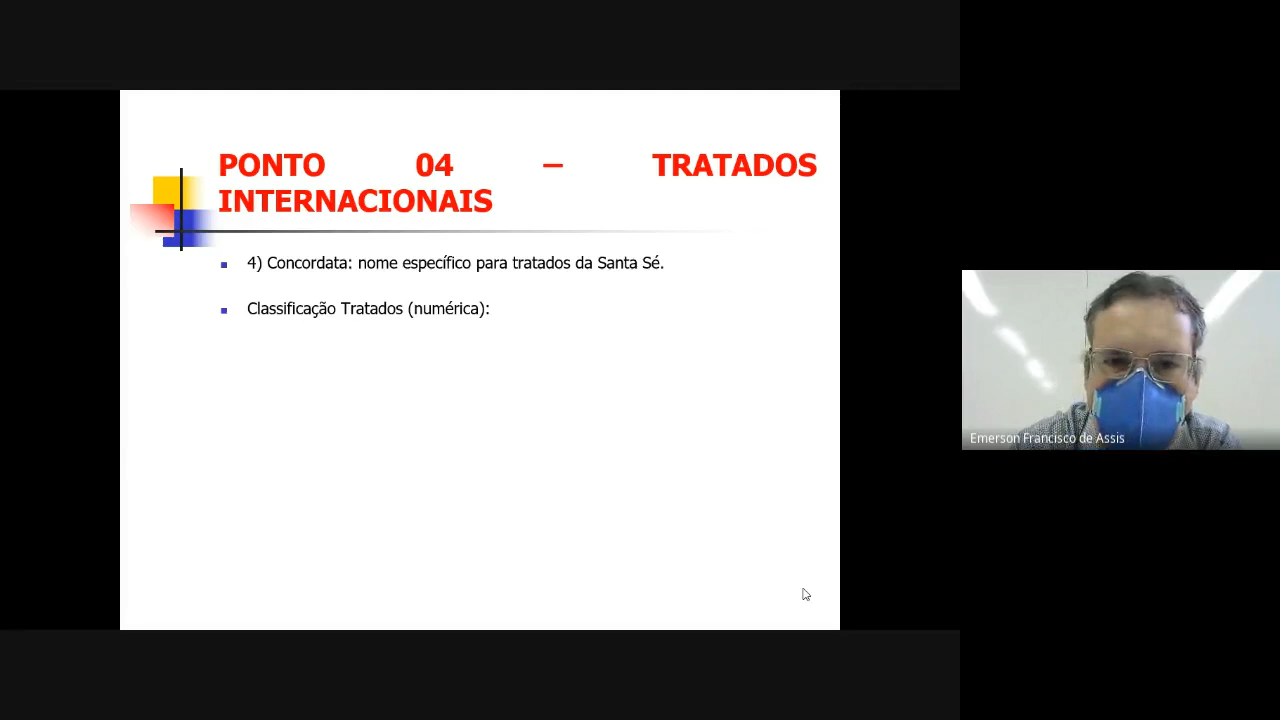 PONTO 04 – TRATADOS
INTERNACIONAIS
4) Concordata: nome específico para tratados da Santa Sé.
Classificação Tratados (numérica):
Emerson Francisco de Assis